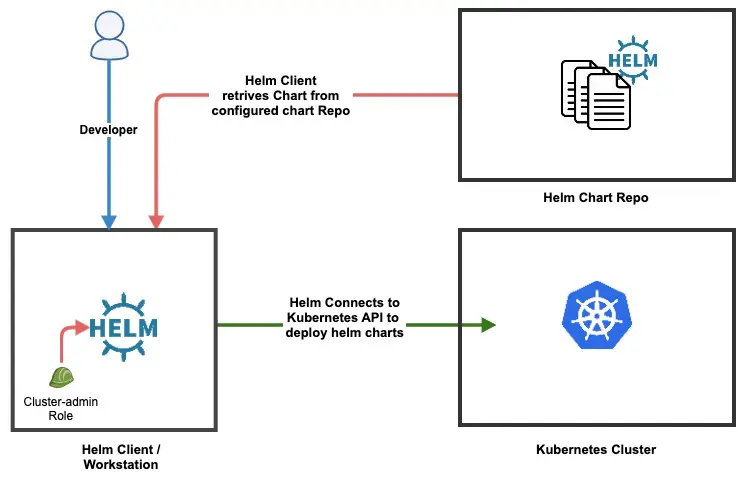 HELM
Helm Client
retrives Chart from
configured chart Repo
Developer
Helm Chart Repo
HELM
Cluster-admin
Role
Helm Connects to
Kubernetes API to
deploy helm charts
Helm Client /
Workstation
Kubernetes Cluster